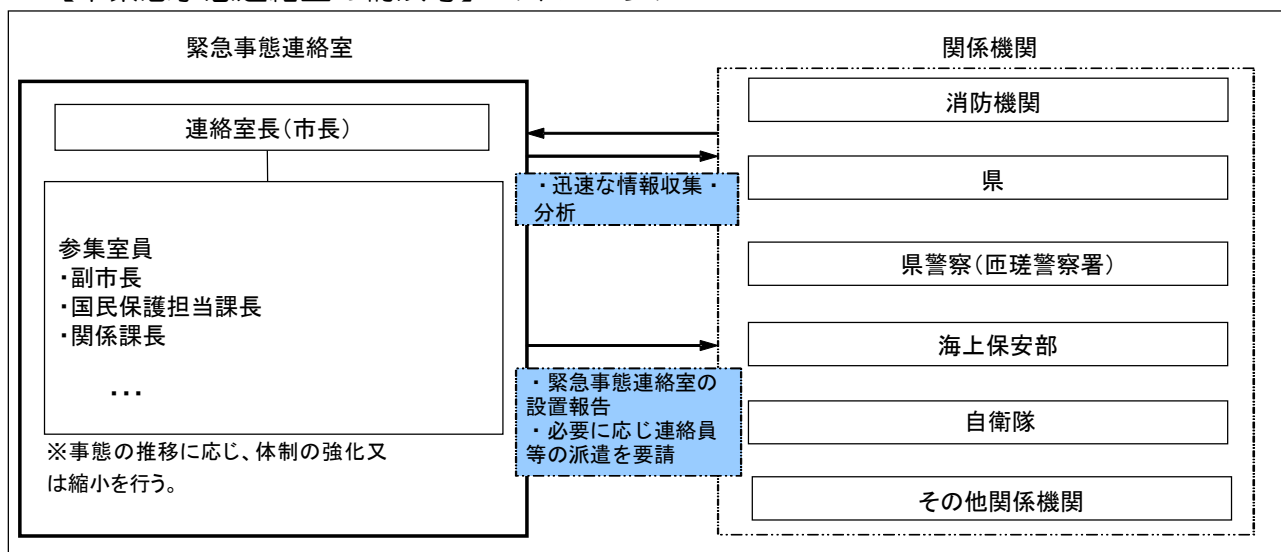 緊急事態連絡室
連絡室長(市長)
参集室員
・副市長
・国民保護担当課長
・関係課長
・・・
※事態の推移に応じ、体制の強化又
は縮小を行う。
・迅速な情報収集・
分析
・緊急事態連絡室の
設置報告
・必要に応じ連絡員
等の派遣を要請
関係機関
消防機関
県
県警察(匝瑳警察署)
海上保安部
自衛隊
その他関係機関